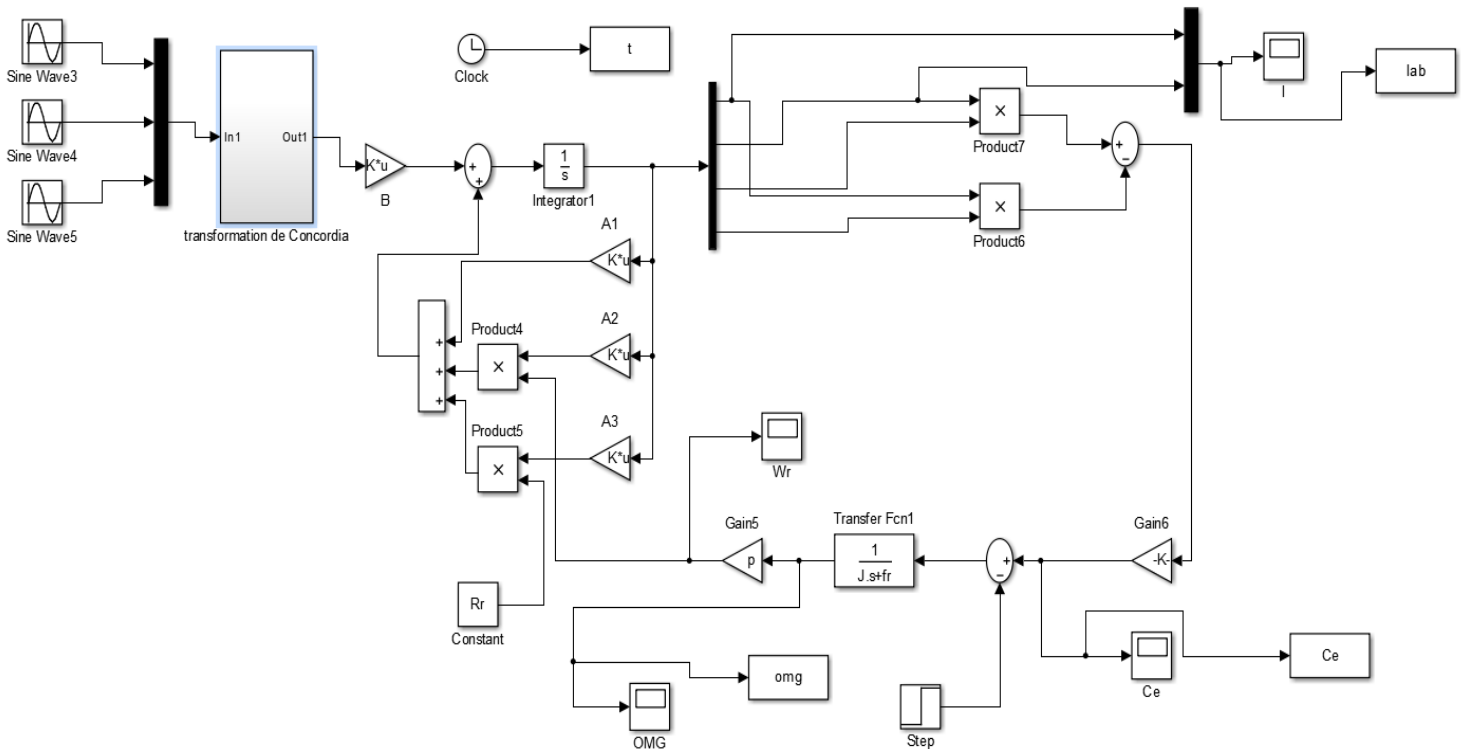 Sine Wave3
Sine Wave4
Sine Wave5
In1
Out1
transformation de Concordia
K*u
B
Clock
t
+
+
1
s
Integrator1
A1
K*u
A2
K*u
A3
K*u
+
+
+
Product4
×
Product5
×
×
Product7
×
Product6
+
−
I
Iab
Wr
Gain5
p
Transfer Fcn1
1
J.s+fr
+
−
Gain6
-K-
Rr
Constant
omg
OMG
Step
Ce
Ce